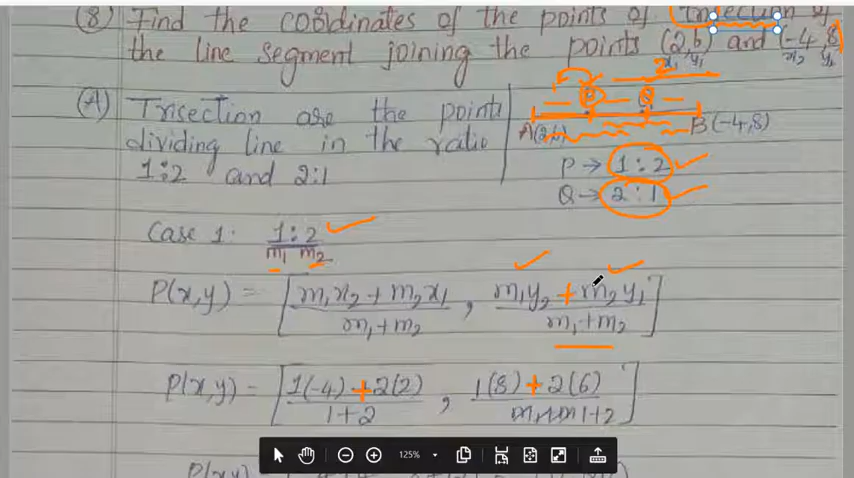 (8) Find the coordinates of the points of Trisection of
the line segment joining the points (2,6) and (-4,8)
x₁ y₁ x₂ y₂
(A) Trisection are the points
dividing line in the ratio
1:2 and 2:1
2
P Q
A(2,6) B(-4,8)
P → 1:2
Q → 2:1
Case 1: 1:2
m₁ m₂
P(x,y) = [m₁x₂ + m₂x₁ / m₁+m₂ , m₁y₂ + m₂y₁ / m₁+m₂]
P(x,y) = [1(-4)+2(2) / 1+2 , 1(8)+2(6) / 1+2]
125%